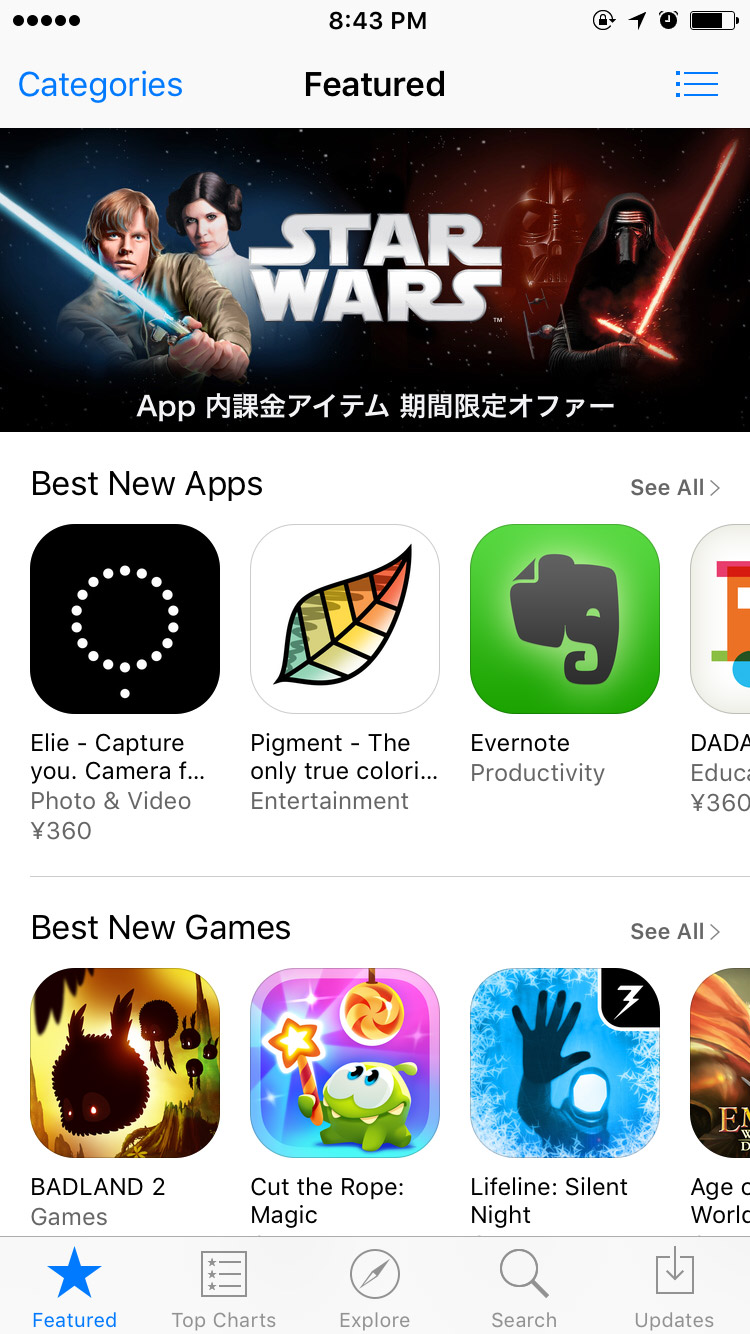 8:43 PM
Categories
Featured
STAR
WARS
™
App 内課金アイテム 期間限定オファー
Best New Apps
See All
Elie - Capture
you. Camera f...
Photo & Video
¥360
Pigment - The
only true colori...
Entertainment
Evernote
Productivity
DADA
Educa
¥360
Best New Games
See All
BADLAND 2
Games
Cut the Rope:
Magic
Lifeline: Silent
Night
Age o
World
Featured
Top Charts
Explore
Search
Updates